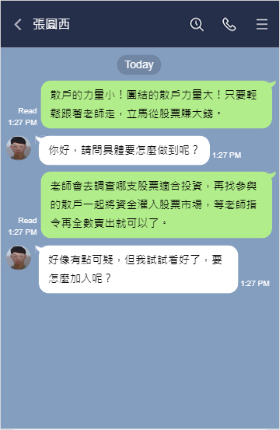 張圓西
Today
散戶的力量小！團結的散戶力量大！只要輕
鬆跟著老師走，立馬從股票賺大錢。
Read
1:27 PM
你好，請問具體要怎麼做到呢？
1:27 PM
老師會去調查哪支股票適合投資，再找參與
的散戶一起將資金灌入股票市場，等老師指
令再全數賣出就可以了。
Read
1:27 PM
好像有點可疑，但我試試看好了，要
怎麼加入呢？
1:27 PM